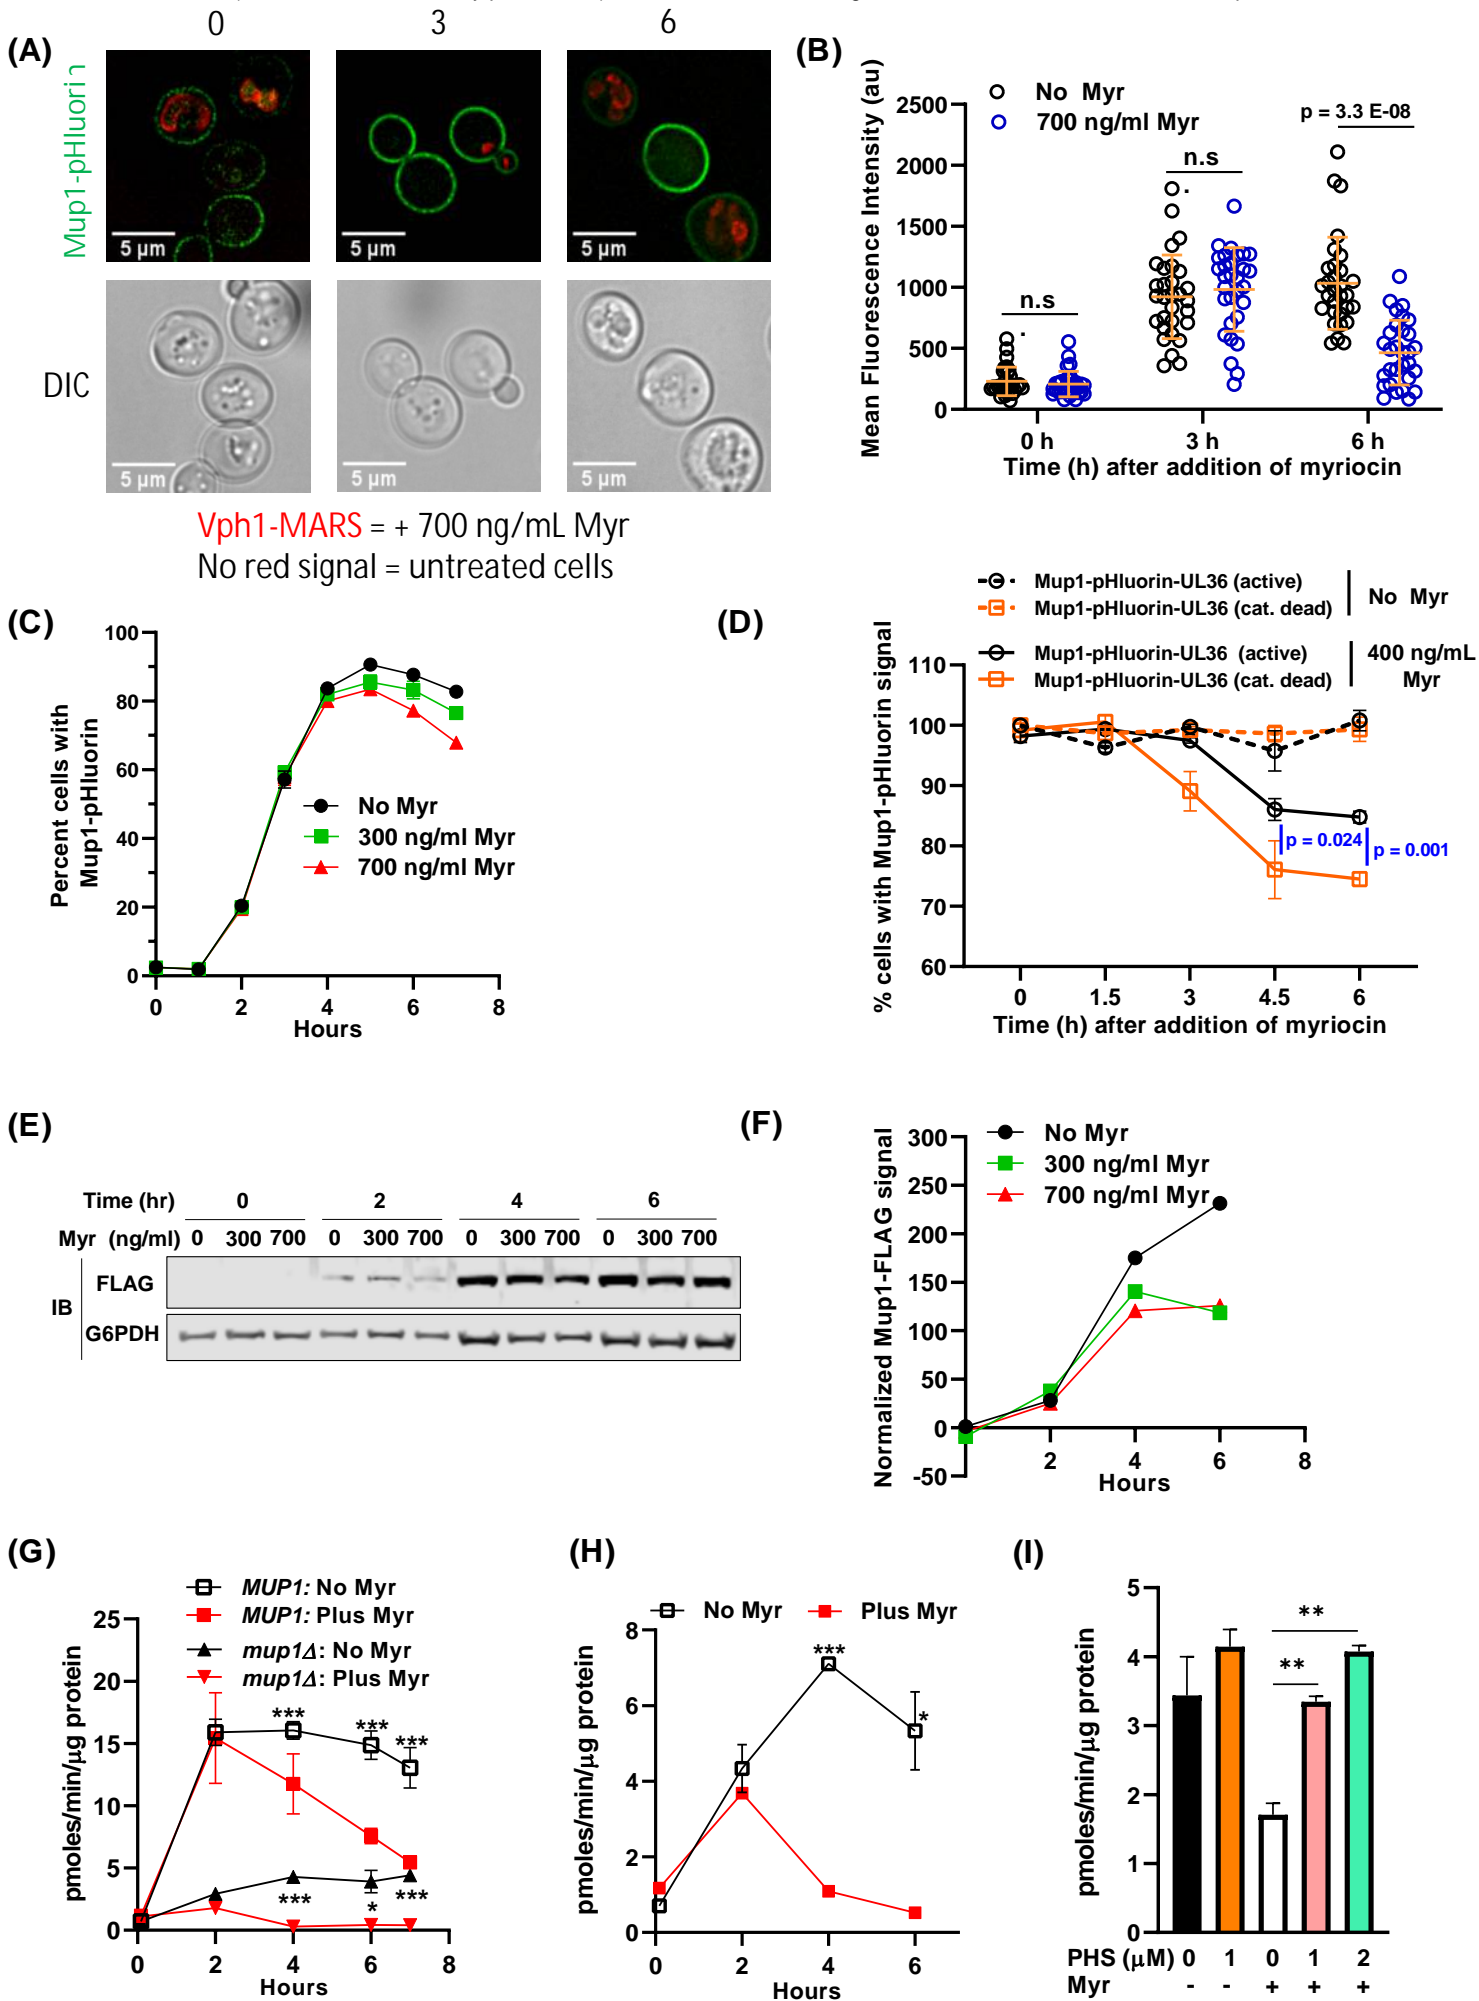 0 3 6
(A)
Mup1-pHluorin
5 µm 5 µm 5 µm
DIC
5 µm 5 µm 5 µm
Vph1-MARS = + 700 ng/mL Myr
No red signal = untreated cells
(B)
Mean Fluorescence Intensity (au)
No Myr
700 ng/ml Myr
p = 3.3 E-08
n.s
n.s
2500
2000
1500
1000
500
0
0 h 3 h 6 h
Time (h) after addition of myriocin
(C)
Percent cells with
Mup1-pHluorin
100
80
60
40
20
0
No Myr
300 ng/ml Myr
700 ng/ml Myr
0 2 4 6 8
Hours
(D)
Mup1-pHluorin-UL36 (active)
Mup1-pHluorin-UL36 (cat. dead)
No Myr
Mup1-pHluorin-UL36 (active)
Mup1-pHluorin-UL36 (cat. dead)
400 ng/mL
Myr
% cells with Mup1-pHluorin signal
110
100
90
80
70
60
p = 0.024
p = 0.001
0 1.5 3 4.5 6
Time (h) after addition of myriocin
(E)
Time (hr) 0 2 4 6
Myr (ng/ml) 0 300 700 0 300 700 0 300 700 0 300 700
IB
FLAG
G6PDH
(F)
Normalized Mup1-FLAG signal
No Myr
300 ng/ml Myr
700 ng/ml Myr
300
250
200
150
100
50
0
-50
2 4 6 8
Hours
(G)
MUP1: No Myr
MUP1: Plus Myr
mup1Δ: No Myr
mup1Δ: Plus Myr
pmoles/min/µg protein
25
20
15
10
5
0
*** *** ***
*** * ***
0 2 4 6 8
Hours
(H)
No Myr Plus Myr
pmoles/min/µg protein
8
6
4
2
0
***
*
0 2 4 6
Hours
(I)
pmoles/min/µg protein
5
4
3
2
1
0
**
**
PHS (µM) 0 1 0 1 2
Myr - - + + +